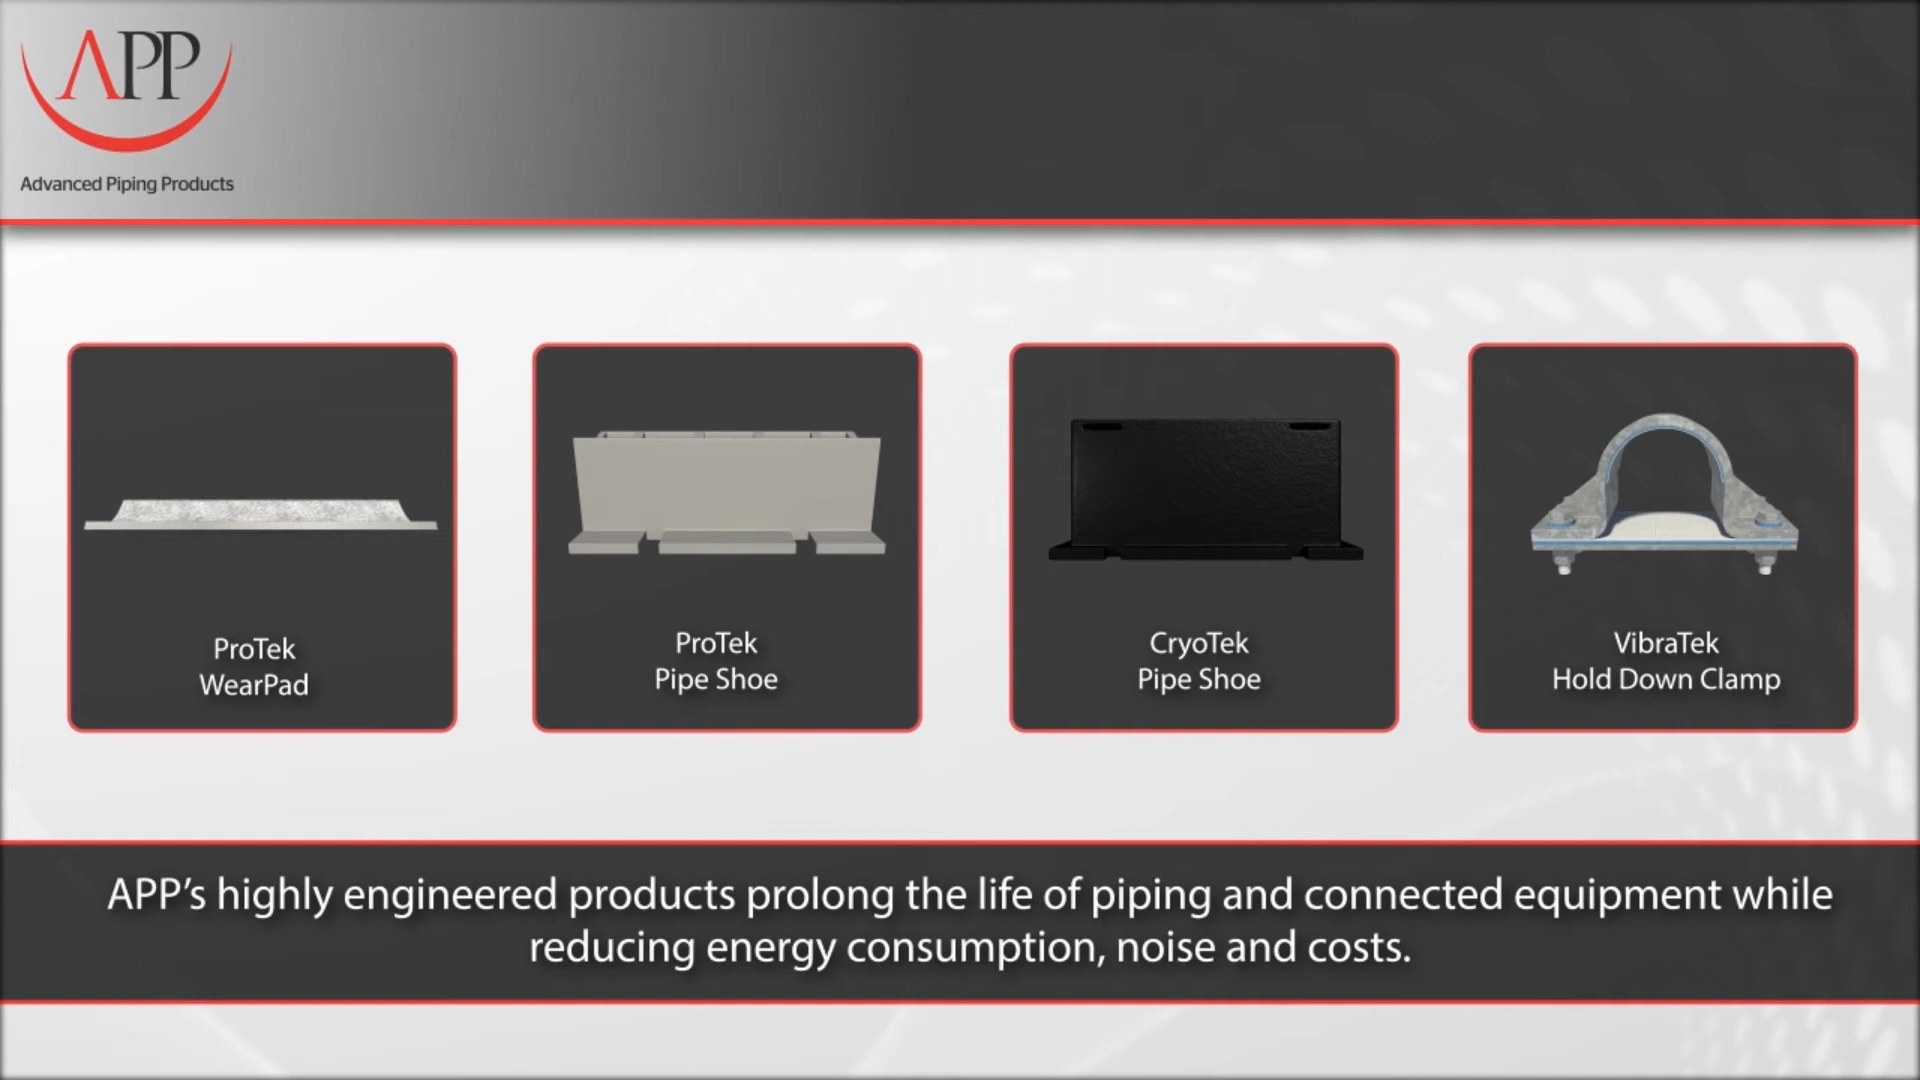 APP
Advanced Piping Products
ProTek
WearPad
ProTek
Pipe Shoe
CryoTek
Pipe Shoe
VibraTek
Hold Down Clamp
APP’s highly engineered products prolong the life of piping and connected equipment while
reducing energy consumption, noise and costs.